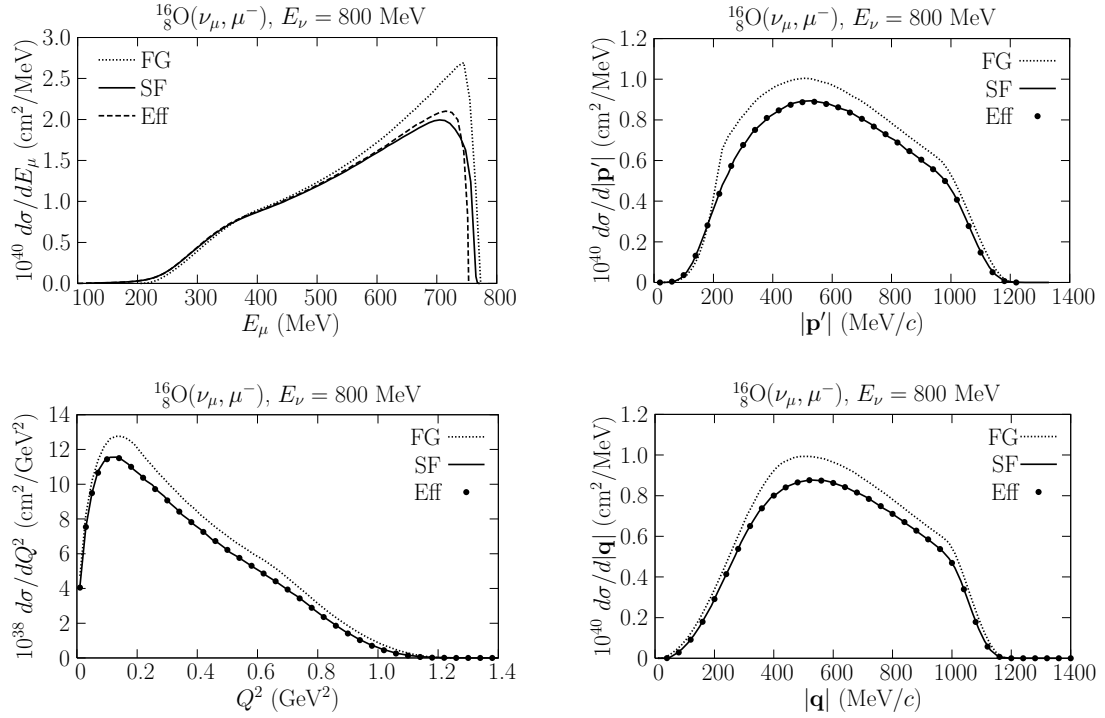 ¹⁶₈O(νμ, μ⁻), Eν = 800 MeV
10⁴⁰ dσ/dEμ (cm²/MeV)
3.0
2.5
2.0
1.5
1.0
0.5
0.0
FG
SF
Eff
100 200 300 400 500 600 700 800
Eμ (MeV)
¹⁶₈O(νμ, μ⁻), Eν = 800 MeV
10⁴⁰ dσ/d|p′| (cm²/MeV)
1.2
1.0
0.8
0.6
0.4
0.2
0
FG
SF
Eff
0 200 400 600 800 1000 1200 1400
|p′| (MeV/c)
¹⁶₈O(νμ, μ⁻), Eν = 800 MeV
10³⁸ dσ/dQ² (cm²/GeV²)
14
12
10
8
6
4
2
0
FG
SF
Eff
0 0.2 0.4 0.6 0.8 1.0 1.2 1.4
Q² (GeV²)
¹⁶₈O(νμ, μ⁻), Eν = 800 MeV
10⁴⁰ dσ/d|q| (cm²/MeV)
1.2
1.0
0.8
0.6
0.4
0.2
0
FG
SF
Eff
0 200 400 600 800 1000 1200 1400
|q| (MeV/c)